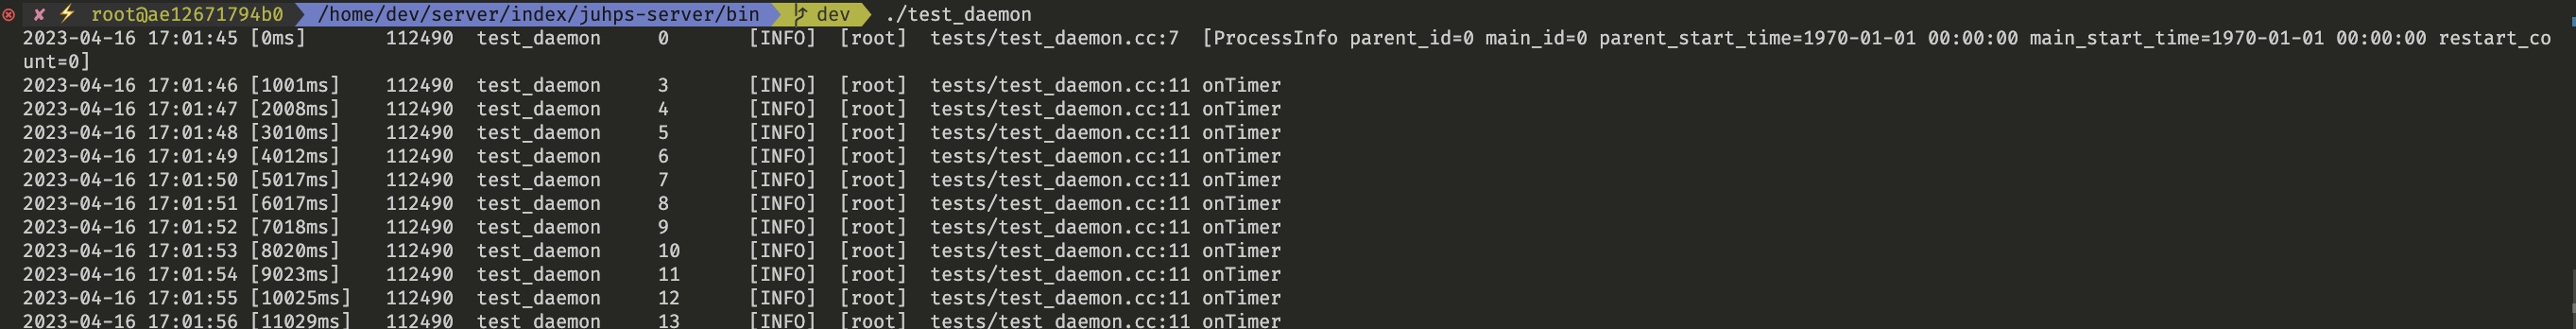 ✘ ⚡ root@ae12671794b0 /home/dev/server/index/juhps-server/bin dev ./test_daemon
2023-04-16 17:01:45 [0ms] 112490 test_daemon 0 [INFO] [root] tests/test_daemon.cc:7 [ProcessInfo parent_id=0 main_id=0 parent_start_time=1970-01-01 00:00:00 main_start_time=1970-01-01 00:00:00 restart_co
unt=0]
2023-04-16 17:01:46 [1001ms] 112490 test_daemon 3 [INFO] [root] tests/test_daemon.cc:11 onTimer
2023-04-16 17:01:47 [2008ms] 112490 test_daemon 4 [INFO] [root] tests/test_daemon.cc:11 onTimer
2023-04-16 17:01:48 [3010ms] 112490 test_daemon 5 [INFO] [root] tests/test_daemon.cc:11 onTimer
2023-04-16 17:01:49 [4012ms] 112490 test_daemon 6 [INFO] [root] tests/test_daemon.cc:11 onTimer
2023-04-16 17:01:50 [5017ms] 112490 test_daemon 7 [INFO] [root] tests/test_daemon.cc:11 onTimer
2023-04-16 17:01:51 [6017ms] 112490 test_daemon 8 [INFO] [root] tests/test_daemon.cc:11 onTimer
2023-04-16 17:01:52 [7018ms] 112490 test_daemon 9 [INFO] [root] tests/test_daemon.cc:11 onTimer
2023-04-16 17:01:53 [8020ms] 112490 test_daemon 10 [INFO] [root] tests/test_daemon.cc:11 onTimer
2023-04-16 17:01:54 [9023ms] 112490 test_daemon 11 [INFO] [root] tests/test_daemon.cc:11 onTimer
2023-04-16 17:01:55 [10025ms] 112490 test_daemon 12 [INFO] [root] tests/test_daemon.cc:11 onTimer
2023-04-16 17:01:56 [11029ms] 112490 test_daemon 13 [INFO] [root] tests/test_daemon.cc:11 onTimer